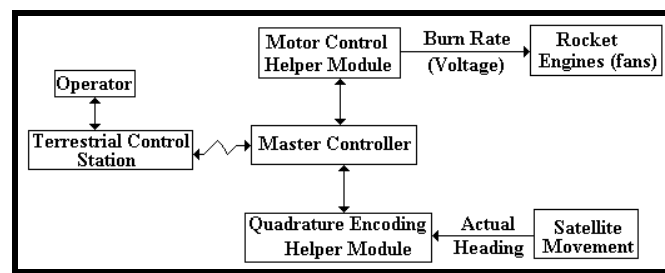 Motor Control
Helper Module
Burn Rate
(Voltage)
Rocket
Engines (fans)
Operator
Terrestrial Control
Station
Master Controller
Quadrature Encoding
Helper Module
Actual
Heading
Satellite
Movement